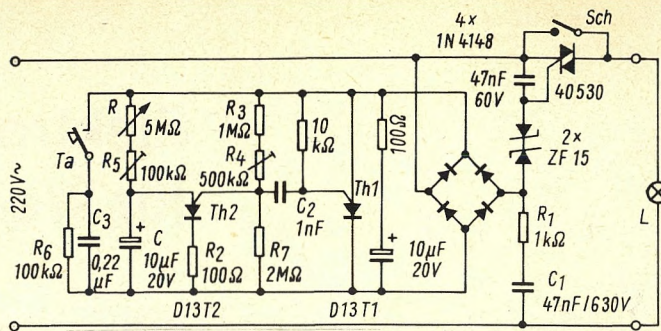 4×
1N 4148
Sch
47nF
60V
40530
R
5MΩ
R3
1MΩ
10
kΩ
100Ω
2×
ZF 15
Ta
R5
100kΩ
R4
500kΩ
Th1
220V~
Th2
C2
1nF
L
R6
100kΩ
C3
0,22
µF
+
C
10µF
20V
R2
100Ω
R7
2MΩ
+
10µF
20V
R1
1kΩ
C1
47nF/630V
D13T2
D13T1